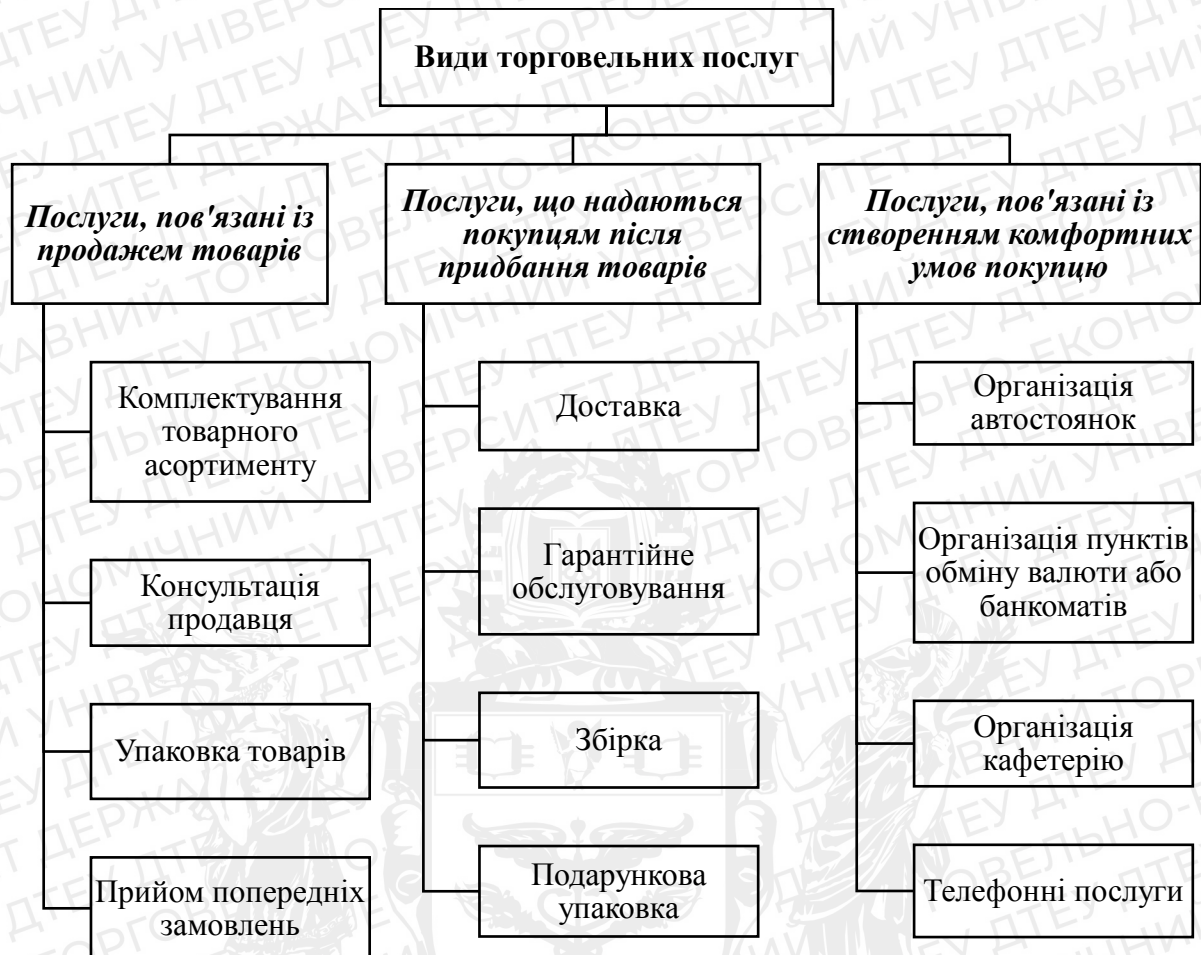 Види торговельних послуг
Послуги, пов'язані із
продажем товарів
Комплектування
товарного
асортименту
Консультація
продавця
Упаковка товарів
Прийом попередніх
замовлень
Послуги, що надаються
покупцям після
придбання товарів
Доставка
Гарантійне
обслуговування
Збірка
Подарункова
упаковка
Послуги, пов'язані із
створенням комфортних
умов покупцю
Організація
автостоянок
Організація пунктів
обміну валюти або
банкоматів
Організація
кафетерію
Телефонні послуги